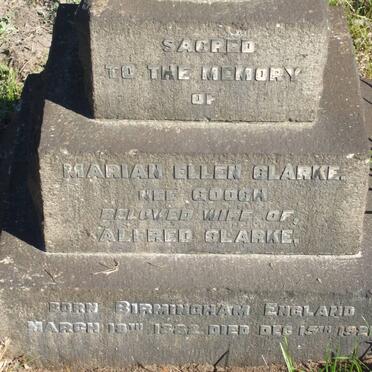 SACRED
TO THE MEMORY
OF
MARIAN ELLEN CLARKE.
NEE GOOCH
BELOVED WIFE OF
ALFRED CLARKE.
BORN BIRMINGHAM ENGLAND
MARCH 19TH DIED DEC 15TH